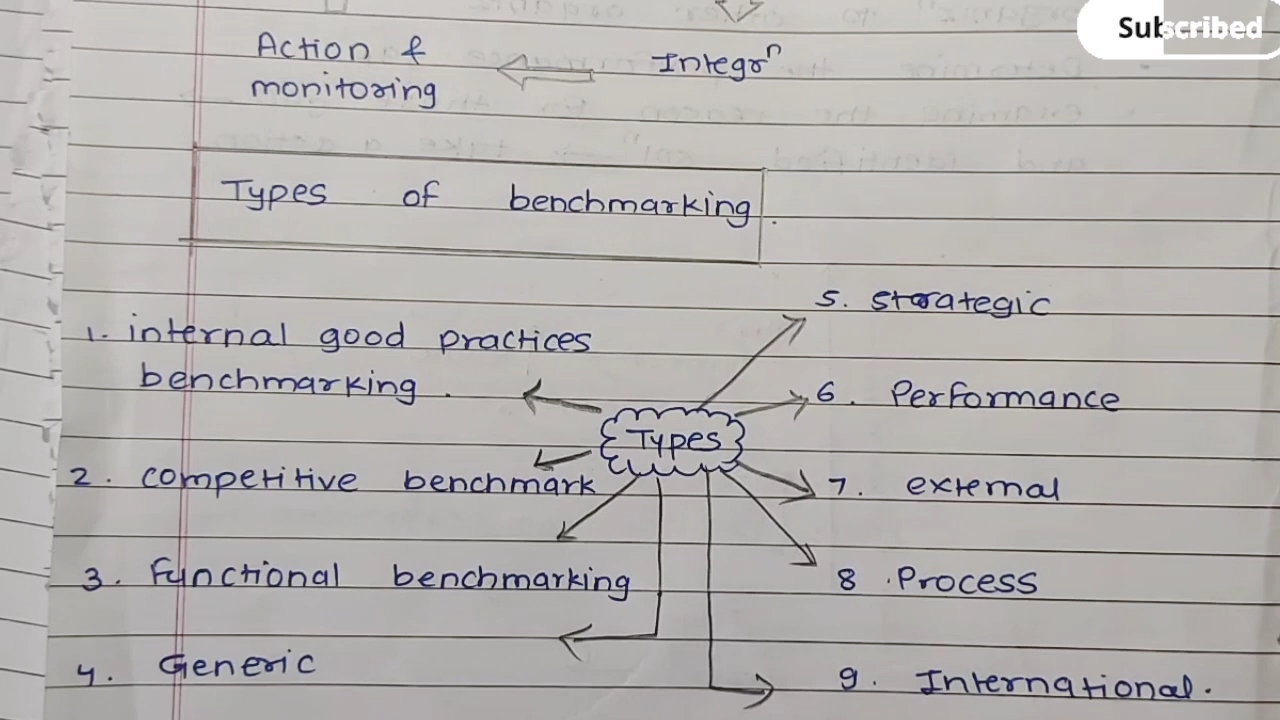 Subscribed
Action & Integrⁿ
monitoring
Types of benchmarking.
1. internal good practices
benchmarking.
2. competitive benchmark
3. functional benchmarking
4. Generic
Types
5. Strategic
6. Performance
7. external
8. Process
9. International.